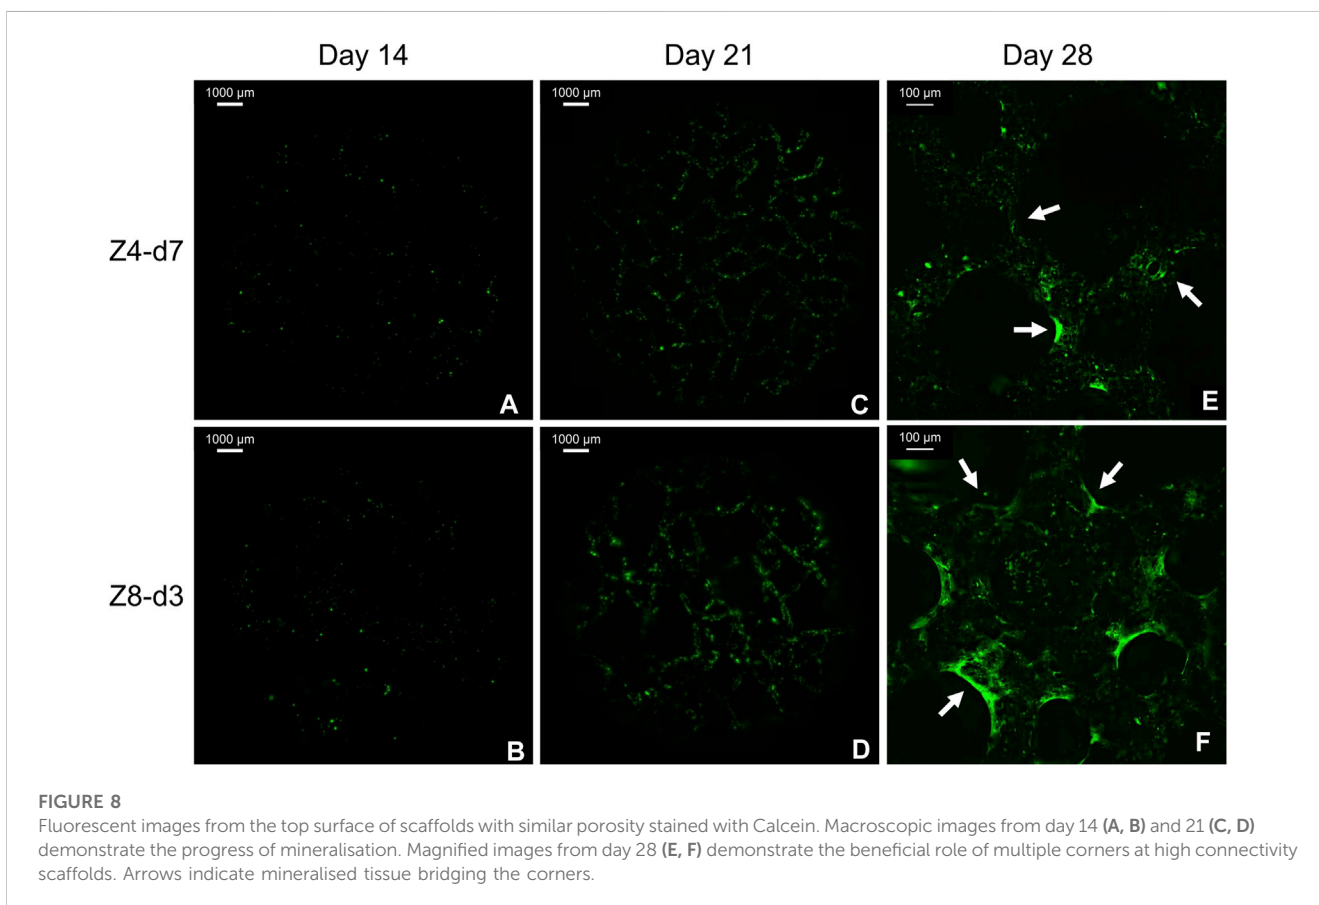 Day 14
Day 21
Day 28
Z4-d7
1000 µm
A
1000 µm
C
100 µm
E
Z8-d3
1000 µm
B
1000 µm
D
100 µm
F
FIGURE 8
Fluorescent images from the top surface of scaffolds with similar porosity stained with Calcein. Macroscopic images from day 14 (A, B) and 21 (C, D)
demonstrate the progress of mineralisation. Magnified images from day 28 (E, F) demonstrate the beneficial role of multiple corners at high connectivity
scaffolds. Arrows indicate mineralised tissue bridging the corners.